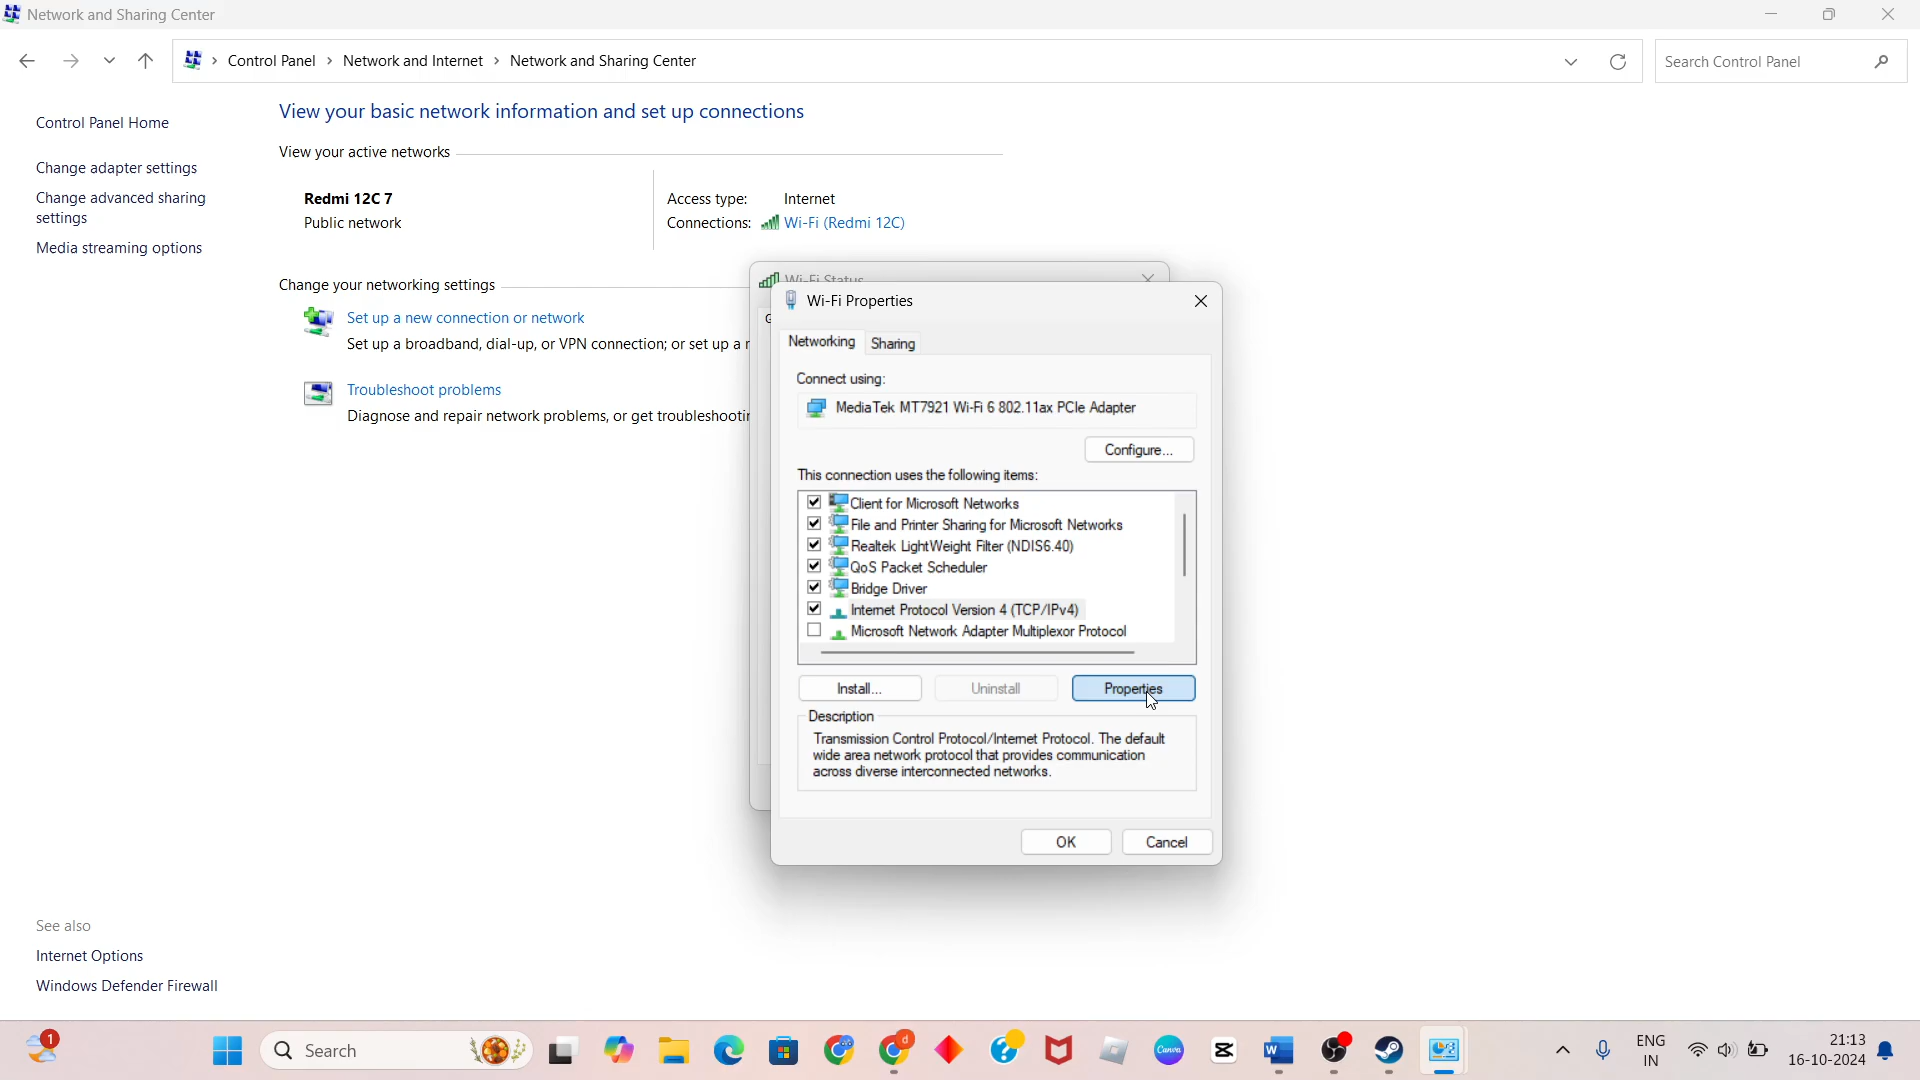 Network and Sharing Center
Control Panel > Network and Internet > Network and Sharing Center
Search Control Panel
Control Panel Home
Change adapter settings
Change advanced sharing
settings
Media streaming options
View your basic network information and set up connections
View your active networks
Redmi 12C 7
Public network
Access type: Internet
Connections: Wi-Fi (Redmi 12C)
Change your networking settings
Set up a new connection or network
Set up a broadband, dial-up, or VPN connection; or set up a
Troubleshoot problems
Diagnose and repair network problems, or get
Wi-Fi Status
Wi-Fi Properties
Networking Sharing
Connect using:
MediaTek MT7921 Wi-Fi 6 802.11ax PCIe Adapter
Configure...
This connection uses the following items:
Client for Microsoft Networks
File and Printer Sharing for Microsoft Networks
Realtek LightWeight Filter (NDIS6.40)
QoS Packet Scheduler
Bridge Driver
Internet Protocol Version 4 (TCP/IPv4)
Microsoft Network Adapter Multiplexor Protocol
Install... Uninstall Properties
Description
Transmission Control Protocol/Internet Protocol. The default
wide area network protocol that provides communication
across diverse interconnected networks.
OK Cancel
See also
Internet Options
Windows Defender Firewall
1
Search
d
Canva
W
ENG
IN
21:13
16-10-2024